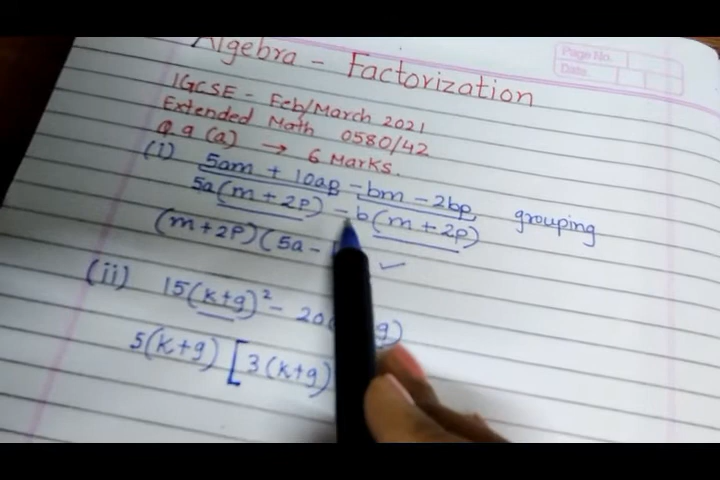 Algebra - Factorization
Page No.
Date
IGCSE - Feb/March 2021
Extended Math 0580/42
Q 9 (a) → 6 Marks.
(i) 5am + 10ap - bm - 2bp grouping
5a(m + 2p) - b(m + 2p)
(m + 2p)(5a -
(ii) 15(k+g)² - 20 g)
5(k+g) [3(k+g)